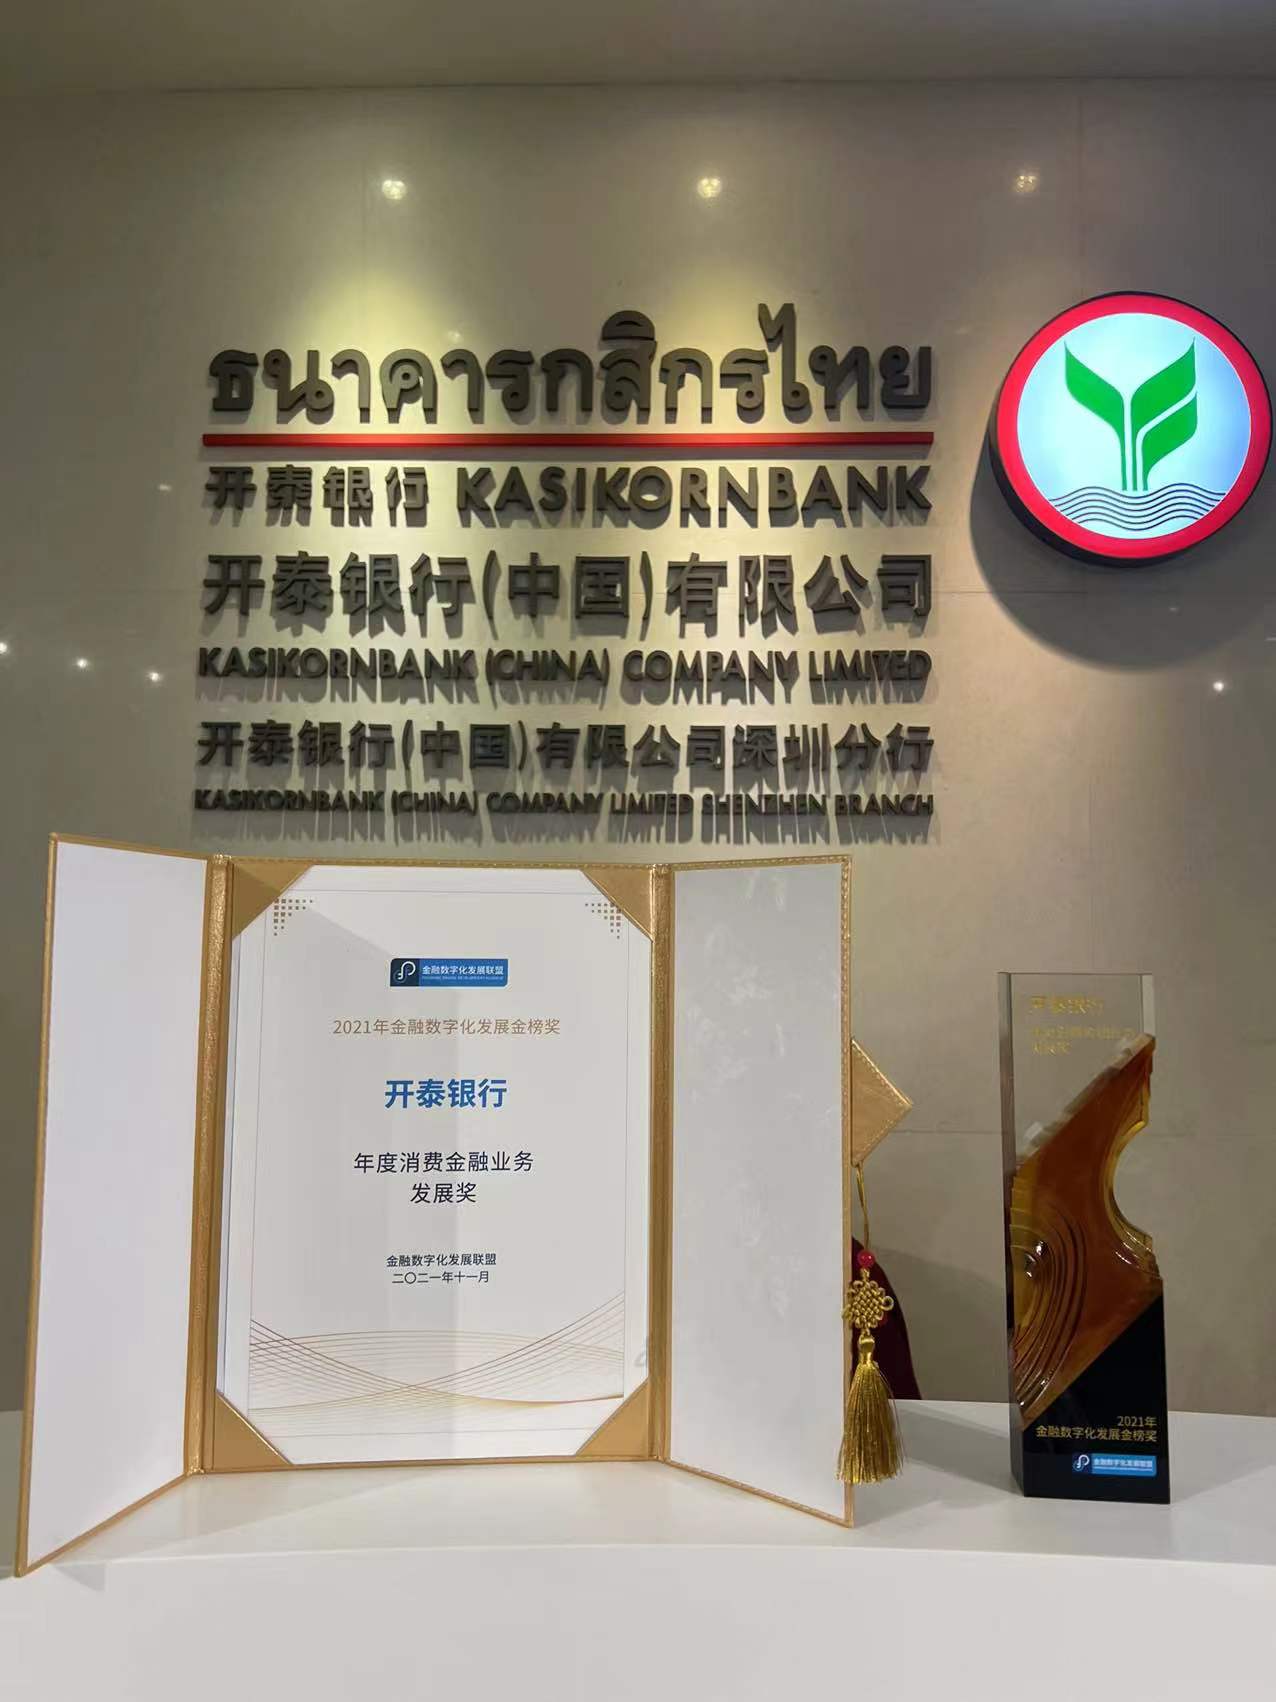 ธนาคารกสิกรไทย
开泰银行 KASIKORNBANK
开泰银行(中国)有限公司
KASIKORNBANK (CHINA) COMPANY LIMITED
开泰银行(中国)有限公司深圳分行
KASIKORNBANK (CHINA) COMPANY LIMITED SHENZHEN BRANCH
金融数字化发展联盟
2021年金融数字化发展金榜奖
开泰银行
年度消费金融业务
发展奖
金融数字化发展联盟
二〇二一年十一月
开泰银行
2021年
金融数字化发展金榜奖
金融数字化发展联盟